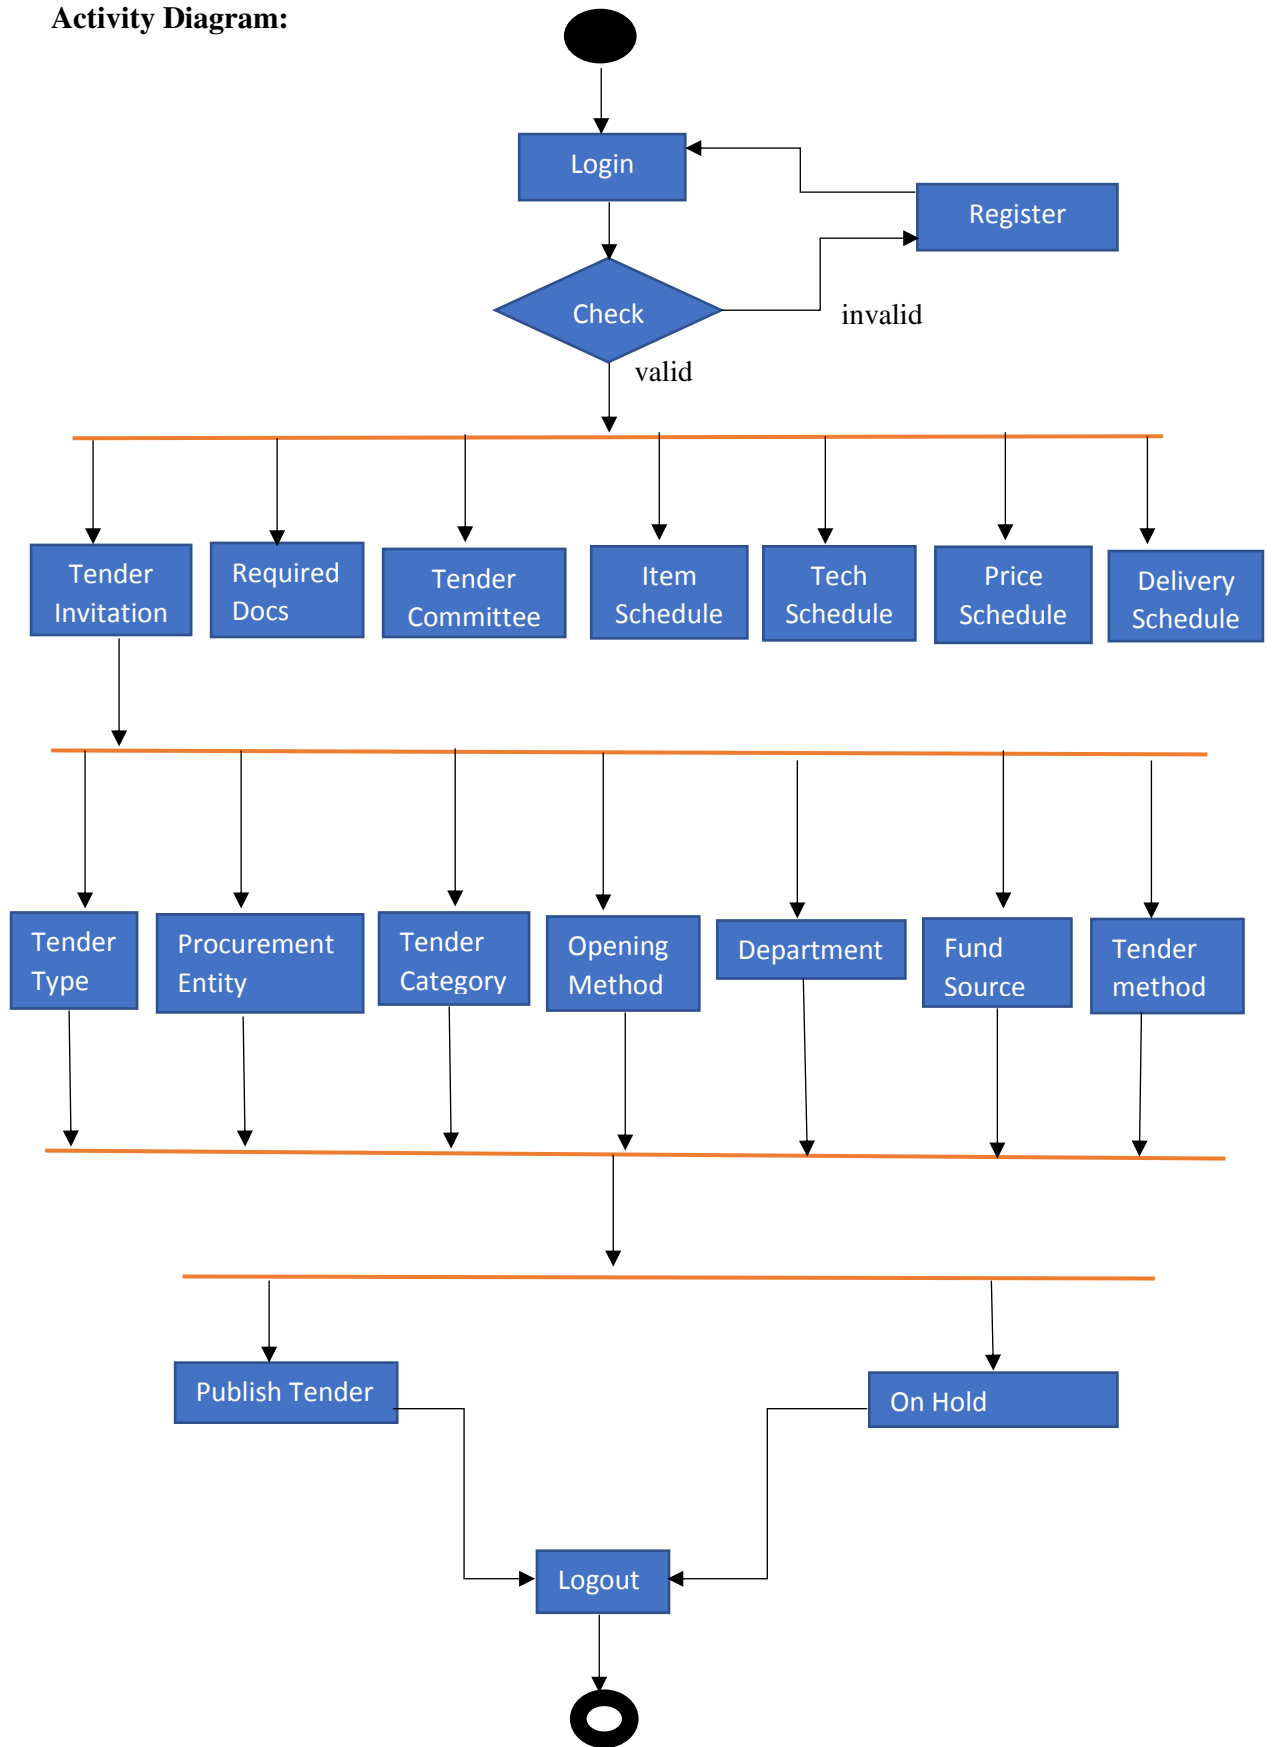 Activity Diagram:
Login
Register
Check
invalid
valid
Tender
Invitation
Required
Docs
Tender
Committee
Item
Schedule
Tech
Schedule
Price
Schedule
Delivery
Schedule
Tender
Type
Procurement
Entity
Tender
Category
Opening
Method
Department
Fund
Source
Tender
method
Publish Tender
On Hold
Logout